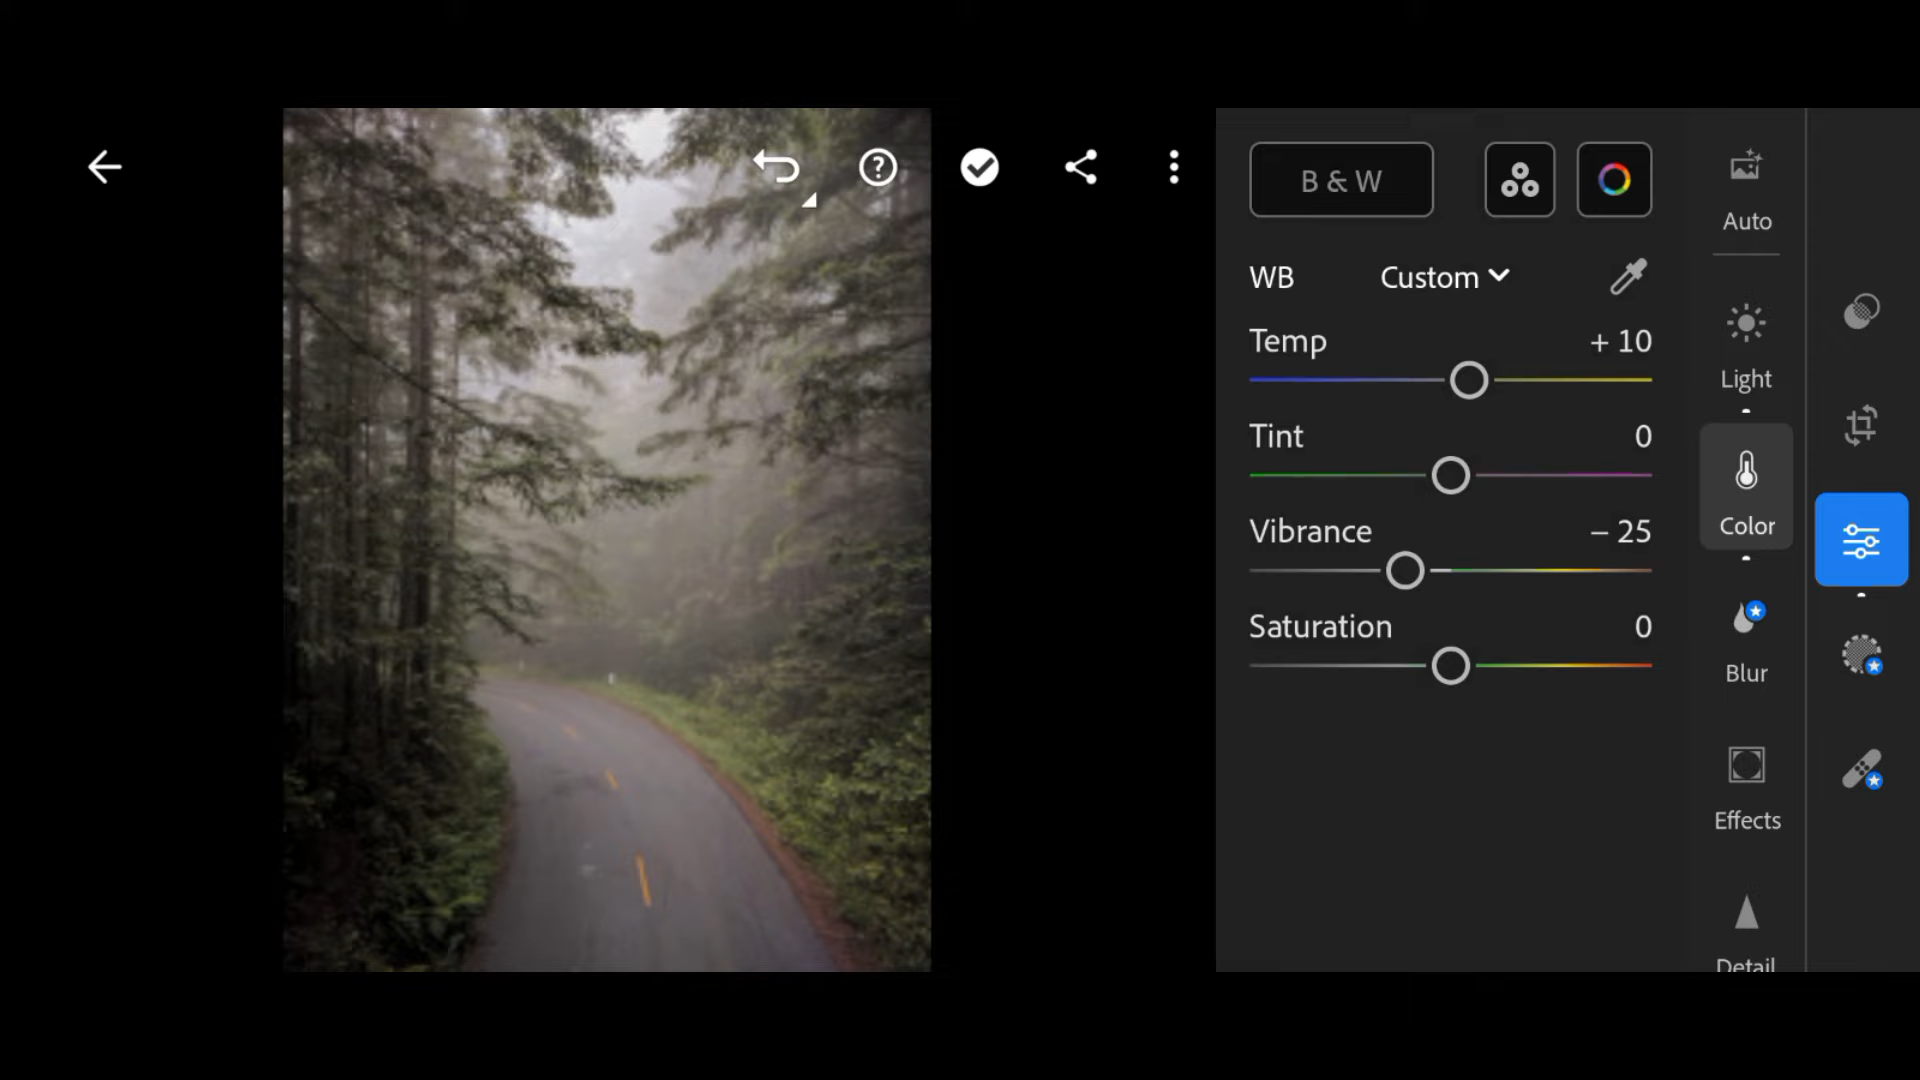 B & W
WB Custom
Temp + 10
Tint 0
Vibrance – 25
Saturation 0
Auto
Light
Color
Blur
Effects
Detail